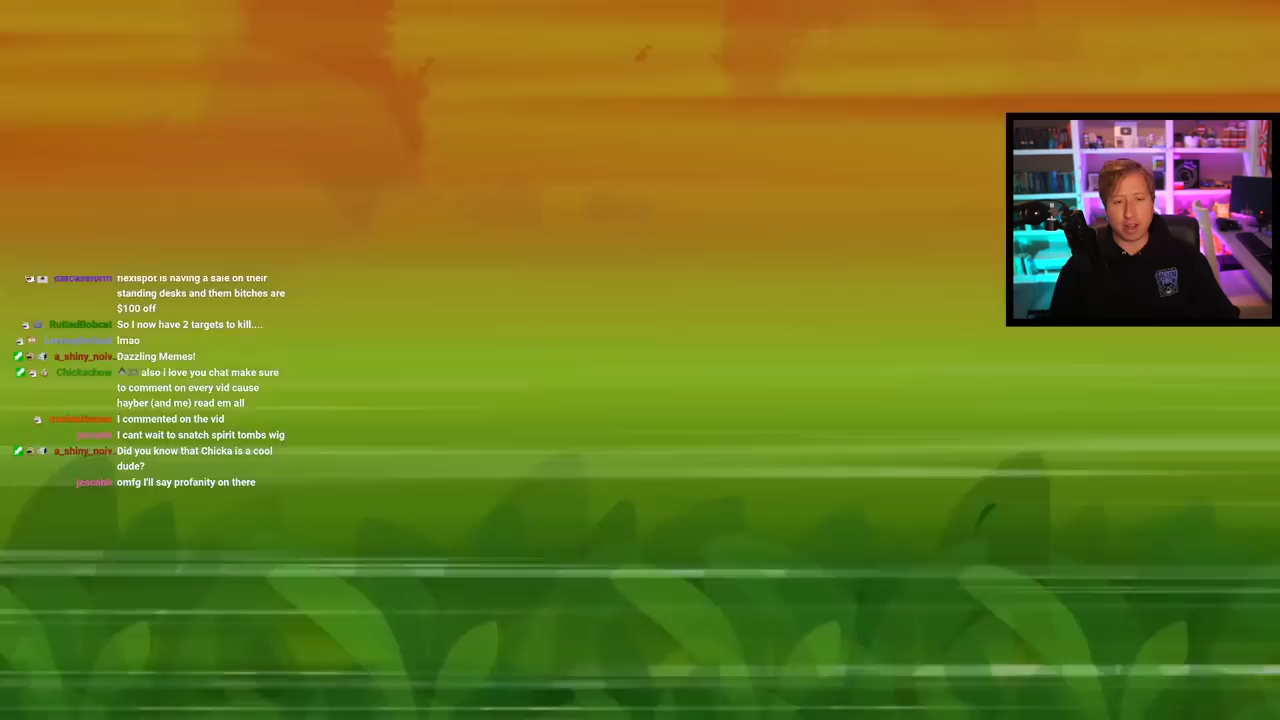 flexispot is having a sale on their
standing desks and them bitches are
$100 off
RuttedBobcat So I now have 2 targets to kill....
lmao
a_shiny_noiv.. Dazzling Memes!
Chickachow also i love you chat make sure
to comment on every vid cause
hayber (and me) read em all
I commented on the vid
I cant wait to snatch spirit tombs wig
a_shiny_noiv.. Did you know that Chicka is a cool
dude?
jescahh omfg I'll say profanity on there